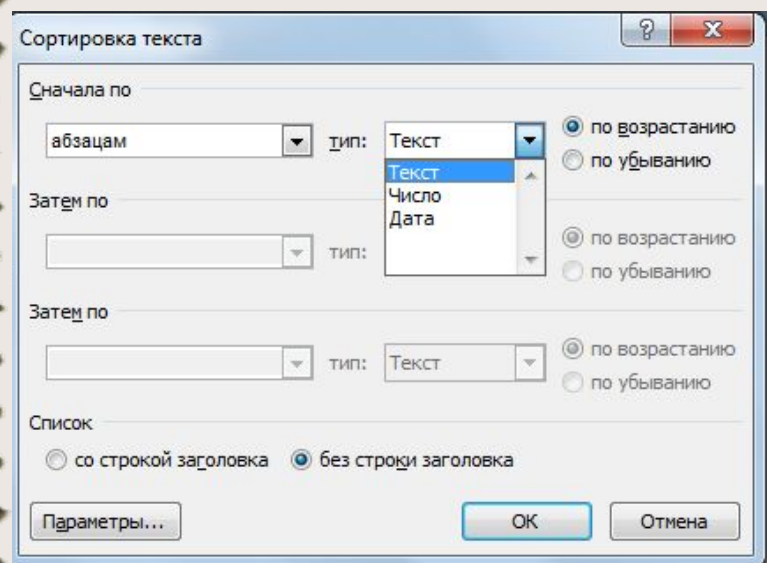 Сортировка текста
Сначала по
абзацам тип: Текст по возрастанию
по убыванию
Текст
Число
Дата
Затем по
тип: по возрастанию
по убыванию
Затем по
тип: Текст по возрастанию
по убыванию
Список
со строкой заголовка без строки заголовка
Параметры... ОК Отмена